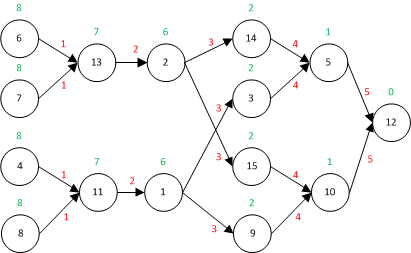 8 2
6 1 7 6 14 4 1
13 2 2 3 5
8 1 2 4 5 0
7 3 3 12
3
8 2 5
4 1 7 6 15 4 1
11 2 1 10
8 1 2 4
8 3 9